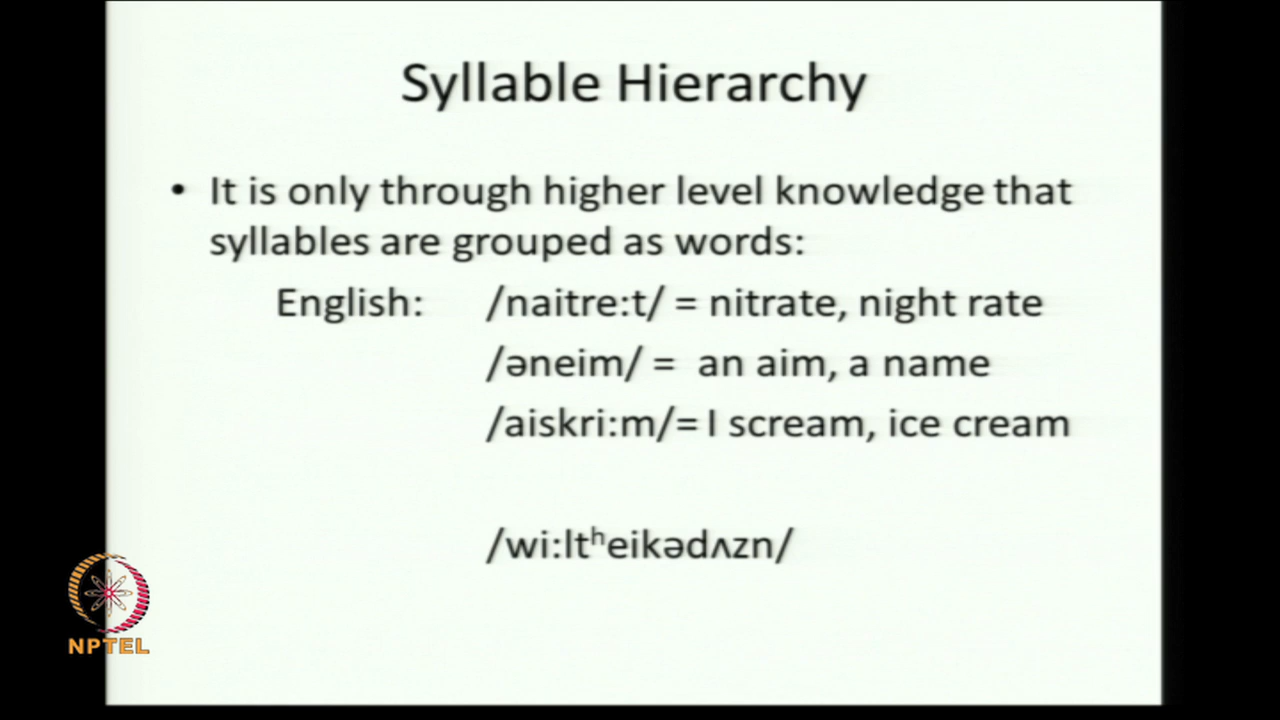 Syllable Hierarchy
• It is only through higher level knowledge that
syllables are grouped as words:
English: /naitre:t/ = nitrate, night rate
/əneim/ = an aim, a name
/aiskri:m/= I scream, ice cream
/wi:ltʰeikədʌzn/
NPTEL